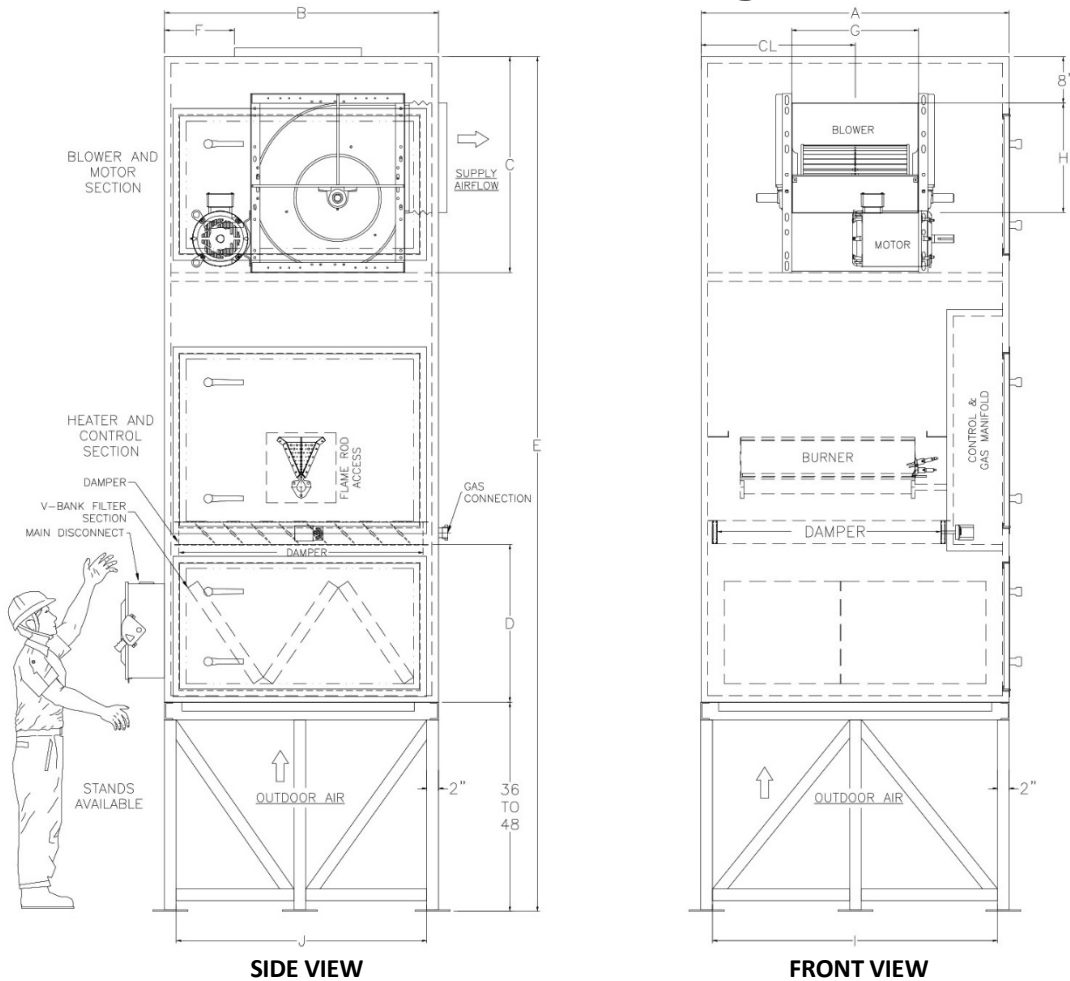 B
F
BLOWER AND
MOTOR
SECTION
SUPPLY
AIRFLOW
C
E
HEATER AND
CONTROL
SECTION
FLAME ROD
ACCESS
DAMPER
V-BANK FILTER
SECTION
MAIN DISCONNECT
GAS
CONNECTION
DAMPER
D
STANDS
AVAILABLE
OUTDOOR AIR
2"
36
TO
48
J
SIDE VIEW
A
G
CL
8"
BLOWER
H
MOTOR
CONTROL &
GAS MANIFOLD
BURNER
DAMPER
OUTDOOR AIR
2"
I
FRONT VIEW